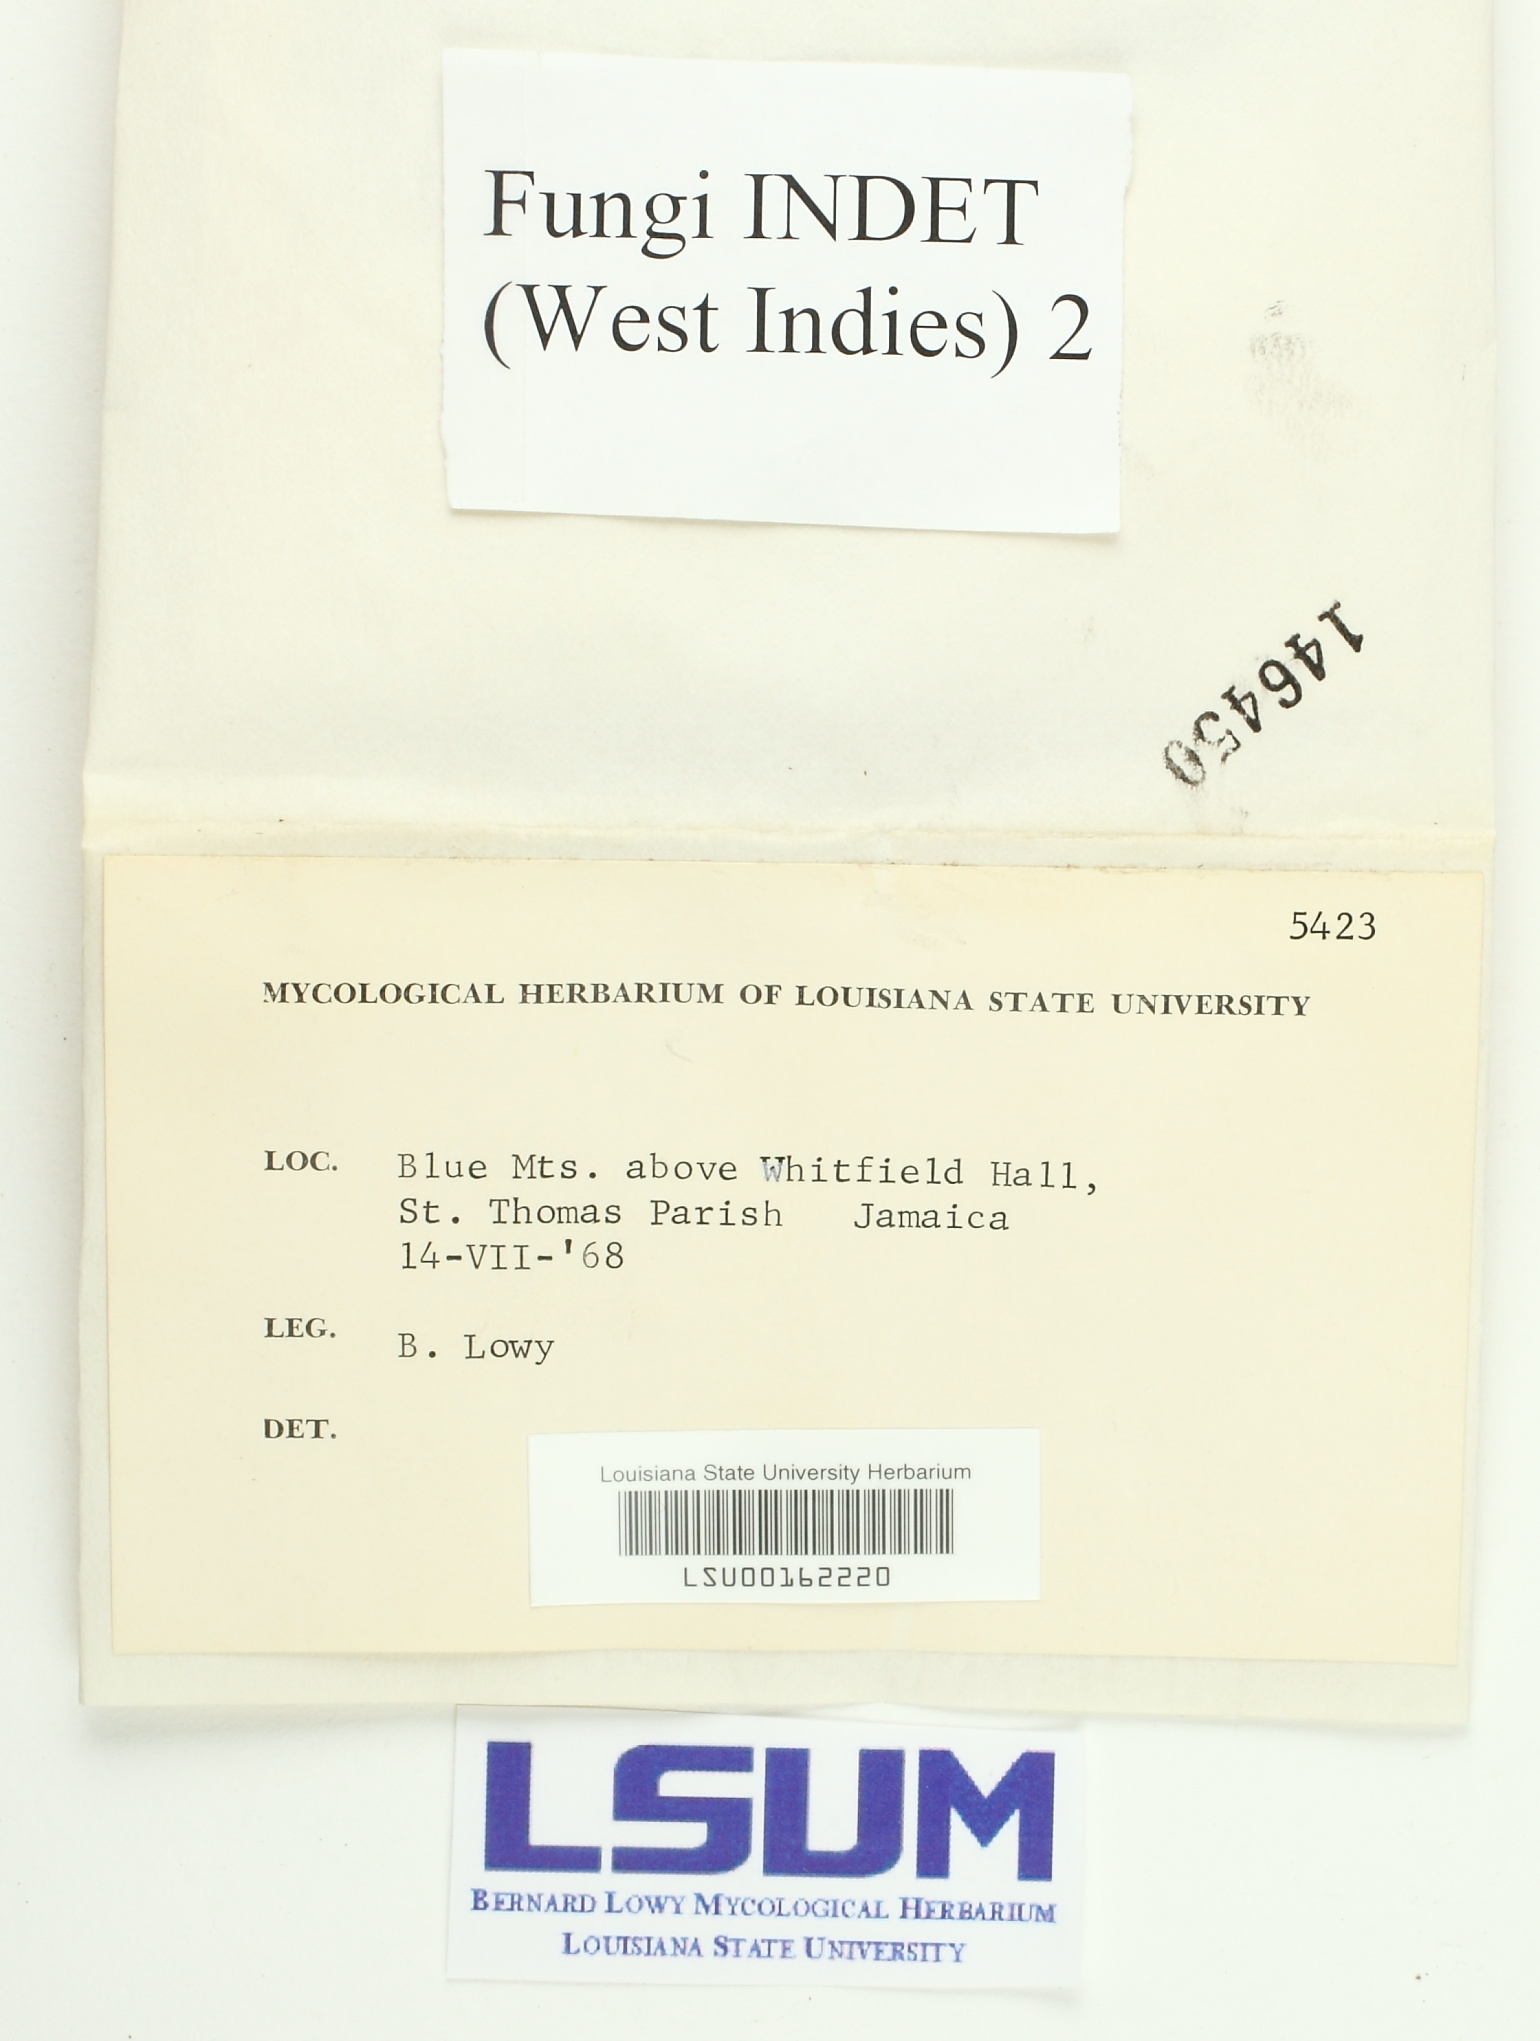 Fungi INDET
(West Indies) 2
146450
5423
MYCOLOGICAL HERBARIUM OF LOUISIANA STATE UNIVERSITY
LOC. Blue Mts. above Whitfield Hall,
St. Thomas Parish Jamaica
14-VII-'68
LEG. B. Lowy
DET.
Louisiana State University Herbarium
LSU00162220
LSUM
BERNARD LOWY MYCOLOGICAL HERBARIUM
LOUISIANA STATE UNIVERSITY